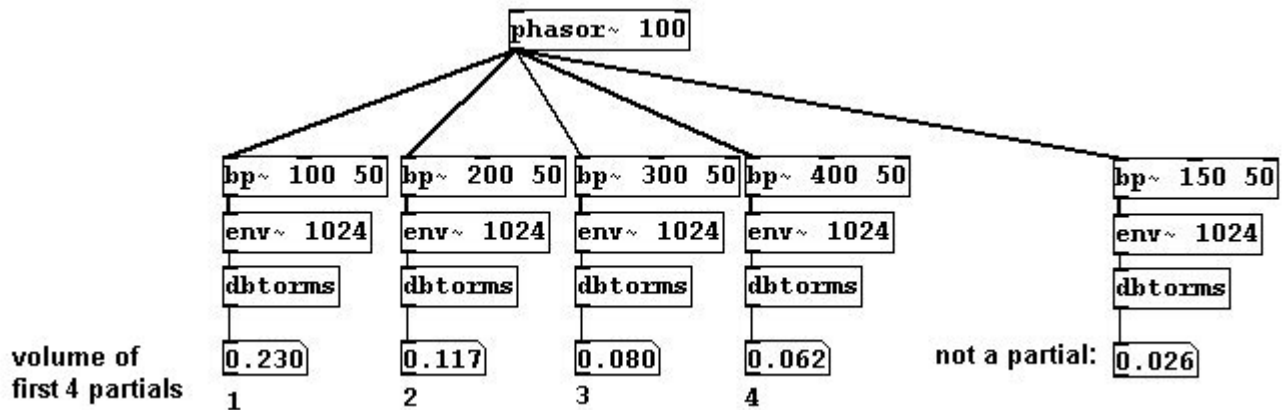 phasor~ 100
bp~ 100 50 bp~ 200 50 bp~ 300 50 bp~ 400 50 bp~ 150 50
env~ 1024 env~ 1024 env~ 1024 env~ 1024 env~ 1024
dbtorms dbtorms dbtorms dbtorms dbtorms
volume of
first 4 partials
0.230 0.117 0.080 0.062 not a partial: 0.026
1 2 3 4